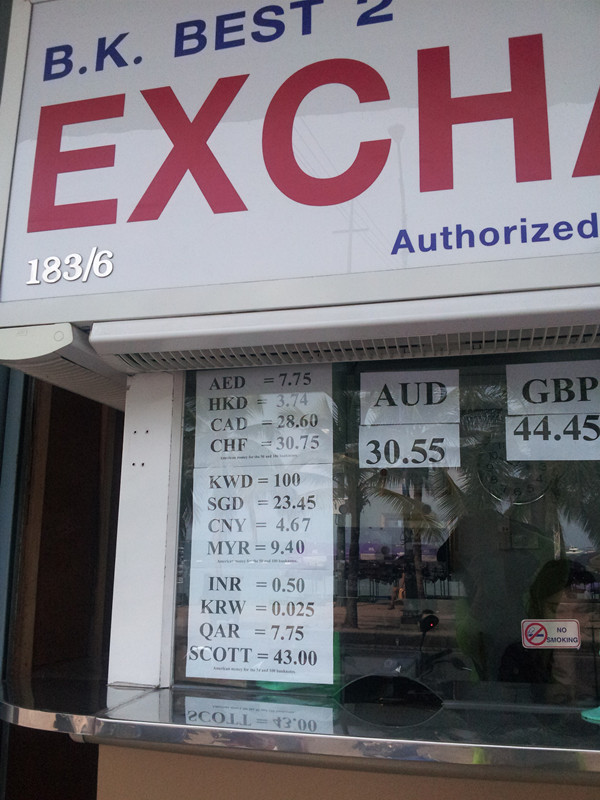 B.K. BEST 2
EXCHA
Authorized
183/6
AED = 7.75
HKD = 3.74
CAD = 28.60
CHF = 30.75
KWD = 100
SGD = 23.45
CNY = 4.67
MYR = 9.40
INR = 0.50
KRW = 0.025
QAR = 7.75
SCOTT = 43.00
AUD
30.55
GBP
44.45
NO
SMOKING